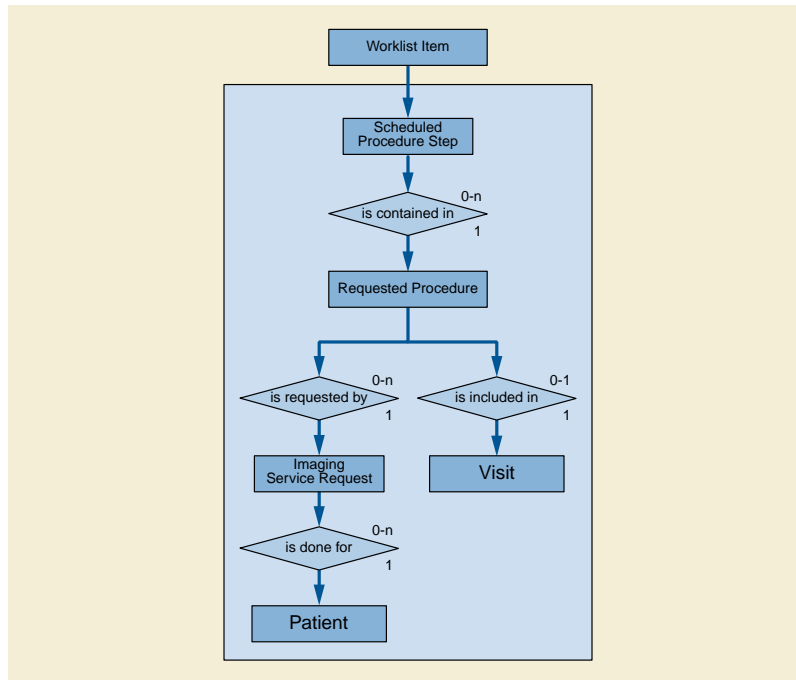 Worklist Item
Scheduled
Procedure Step
0-n
is contained in
1
Requested Procedure
0-n
is requested by
1
0-1
is included in
1
Imaging
Service Request
Visit
0-n
is done for
1
Patient